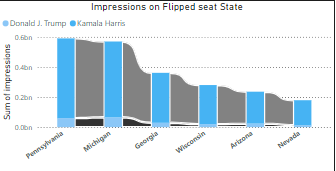 Impressions on Flipped seat State
Donald J. Trump Kamala Harris
Sum of impressions
0.6bn
0.4bn
0.2bn
0.0bn
Pennsylvania
Michigan
Georgia
Wisconsin
Arizona
Nevada